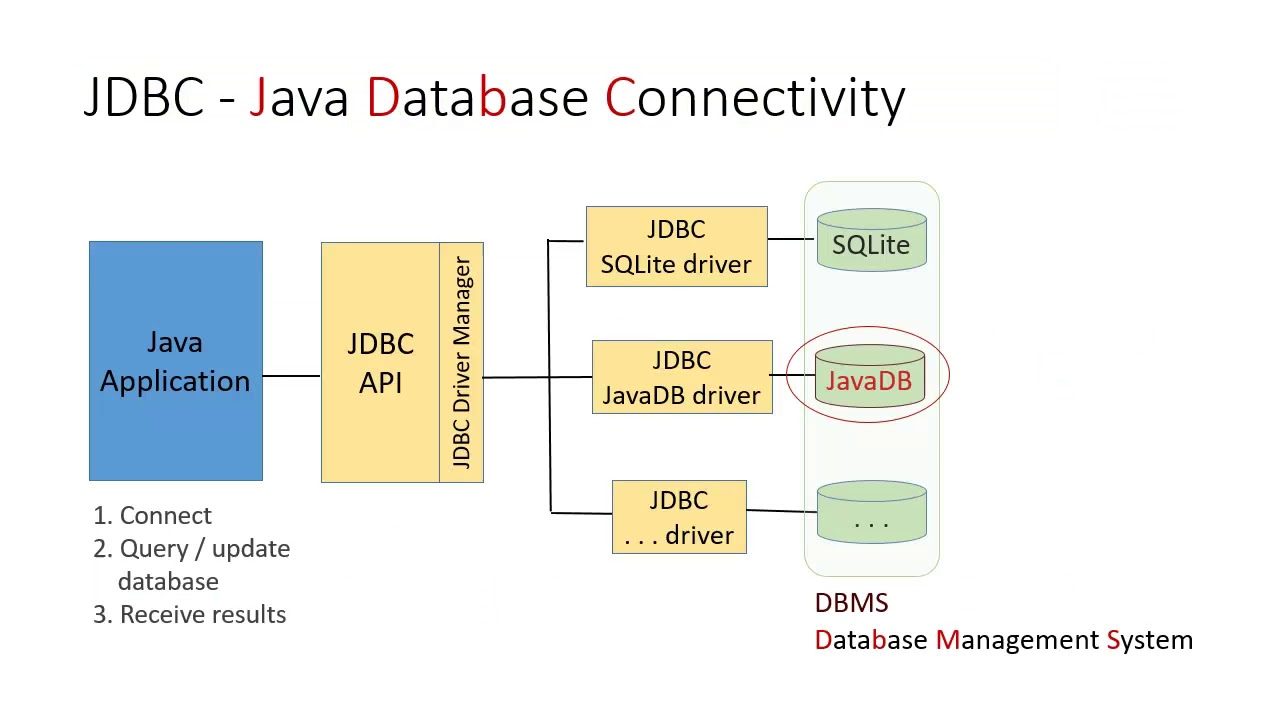 JDBC - Java Database Connectivity
Java
Application
JDBC
API
JDBC Driver Manager
JDBC
SQLite driver
SQLite
JDBC
JavaDB driver
JavaDB
JDBC
. . . driver
. . .
1. Connect
2. Query / update
database
3. Receive results
DBMS
Database Management System